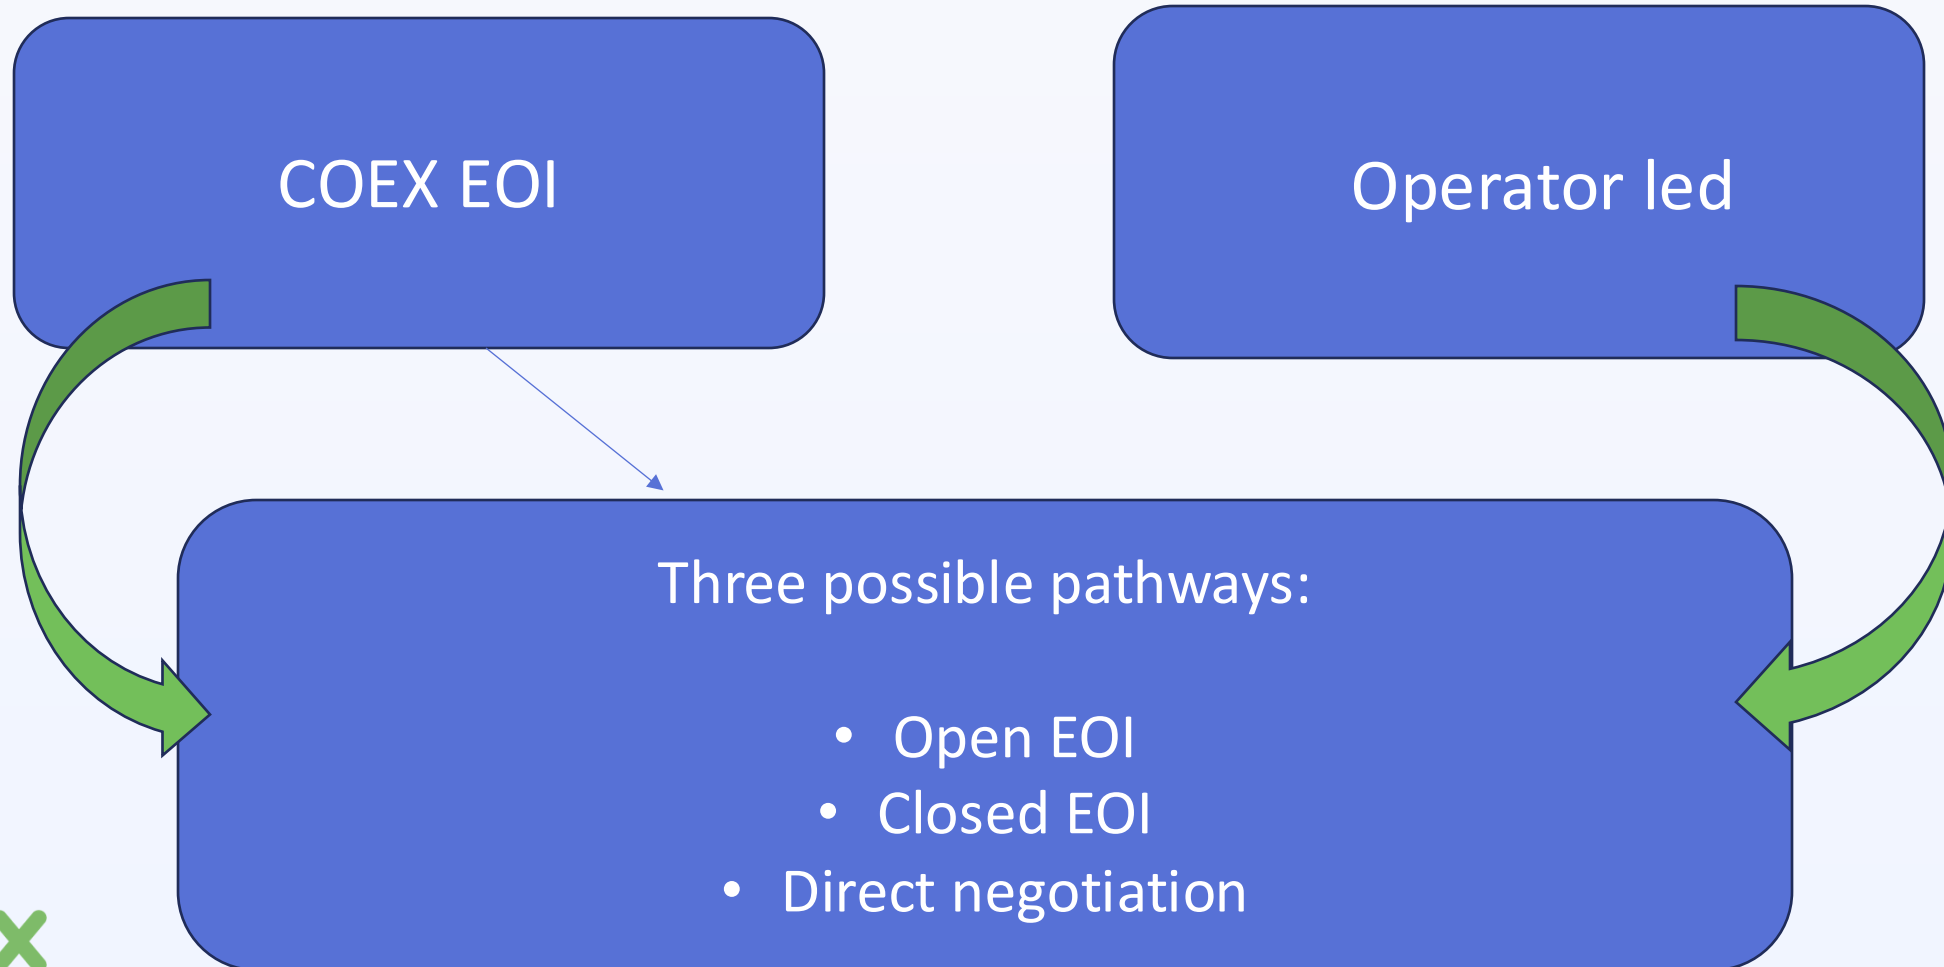 COEX EOI
Operator led
Three possible pathways:
• Open EOI
• Closed EOI
• Direct negotiation